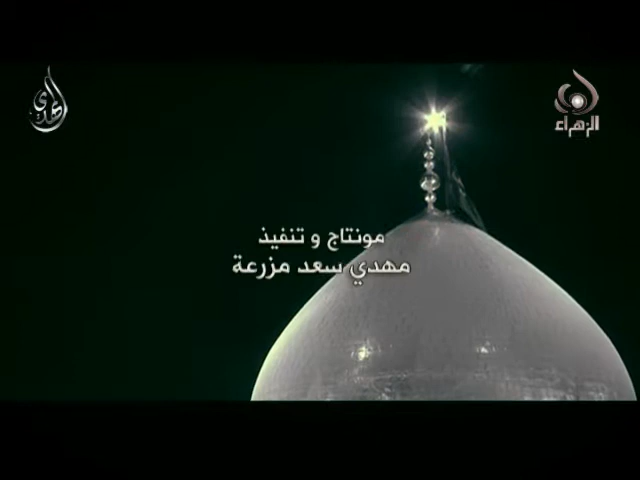 الزهراء
مونتاج و تنفيذ
مهدي سعد مزرعة